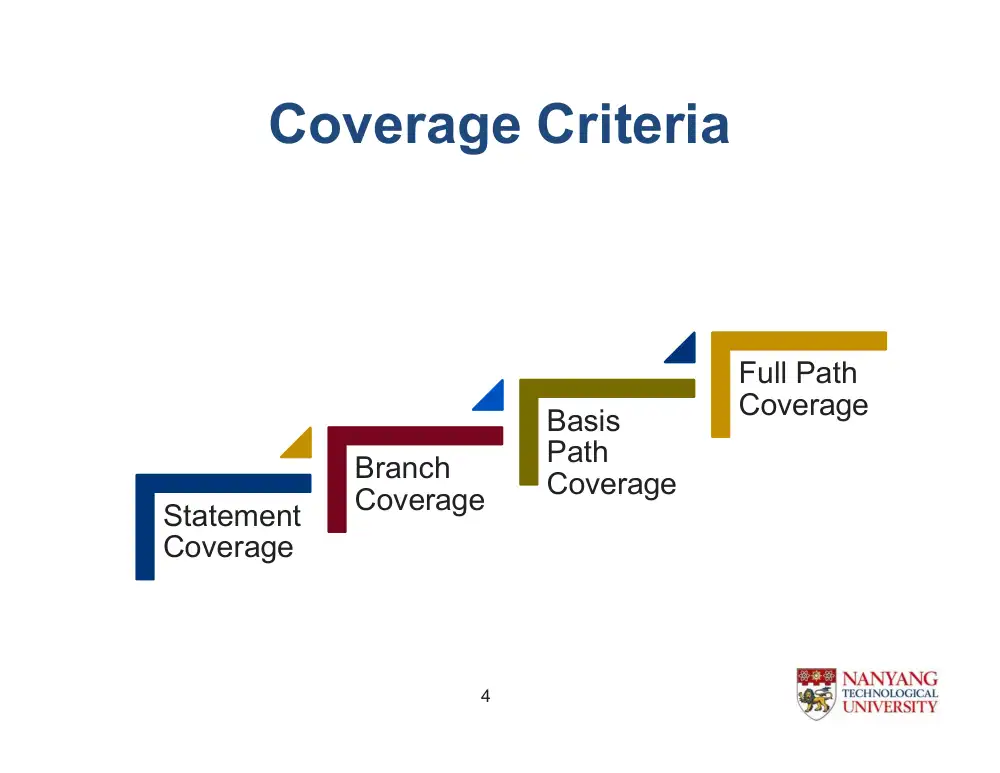 Coverage Criteria
Statement
Coverage
Branch
Coverage
Basis
Path
Coverage
Full Path
Coverage
4
NANYANG
TECHNOLOGICAL
UNIVERSITY